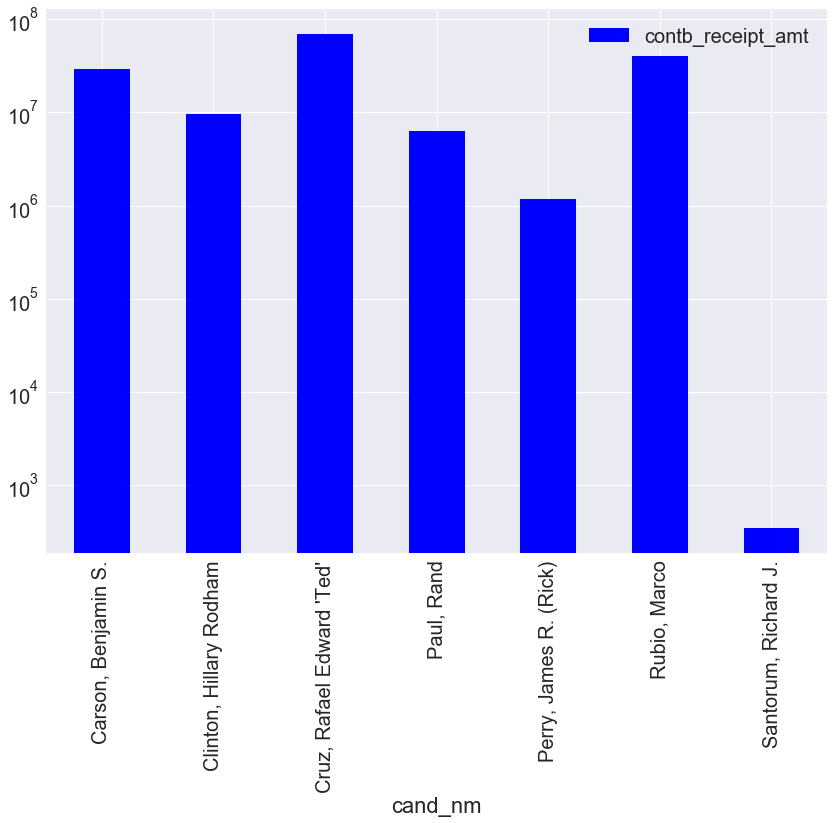 10^8
10^7
10^6
10^5
10^4
10^3
contb_receipt_amt
Carson, Benjamin S.
Clinton, Hillary Rodham
Cruz, Rafael Edward 'Ted'
Paul, Rand
Perry, James R. (Rick)
Rubio, Marco
Santorum, Richard J.
cand_nm